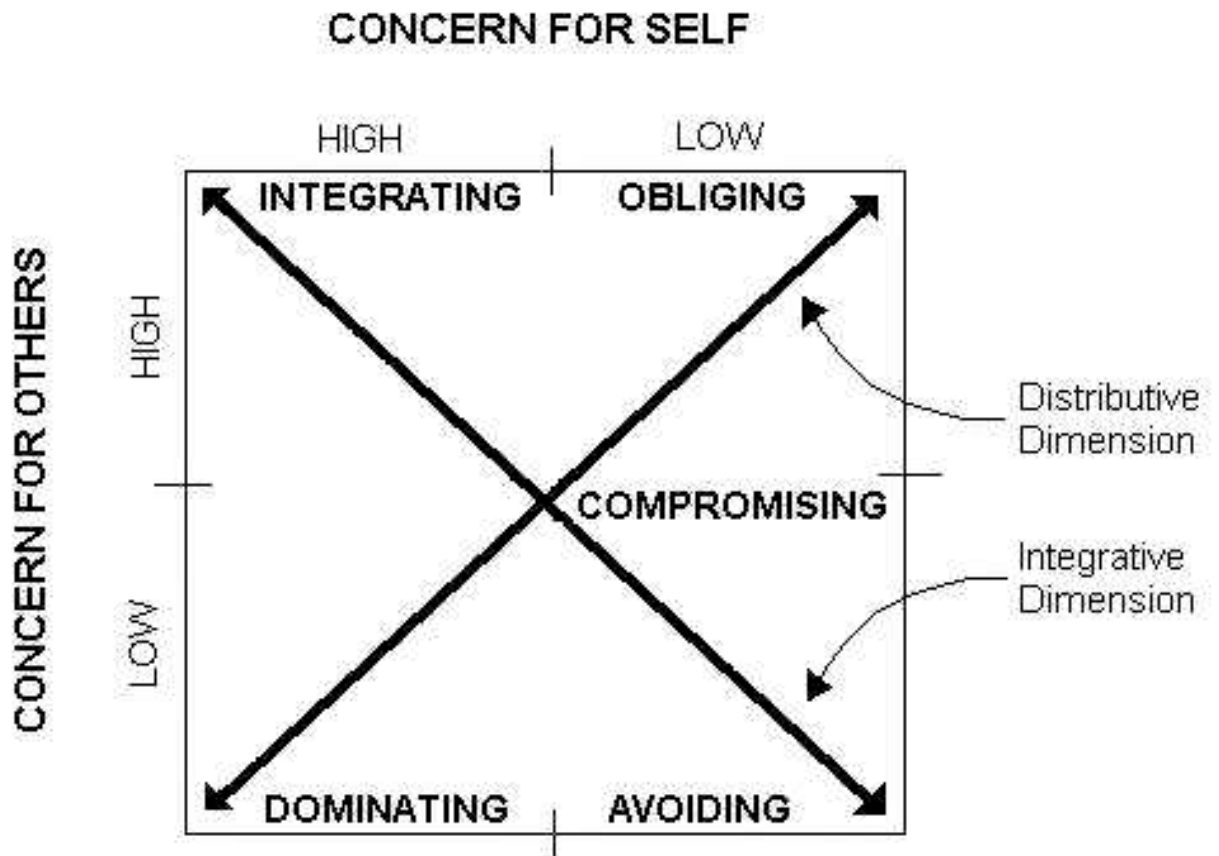 CONCERN FOR SELF
HIGH LOW
INTEGRATING OBLIGING
CONCERN FOR OTHERS
HIGH
LOW
Distributive
Dimension
COMPROMISING
Integrative
Dimension
DOMINATING AVOIDING